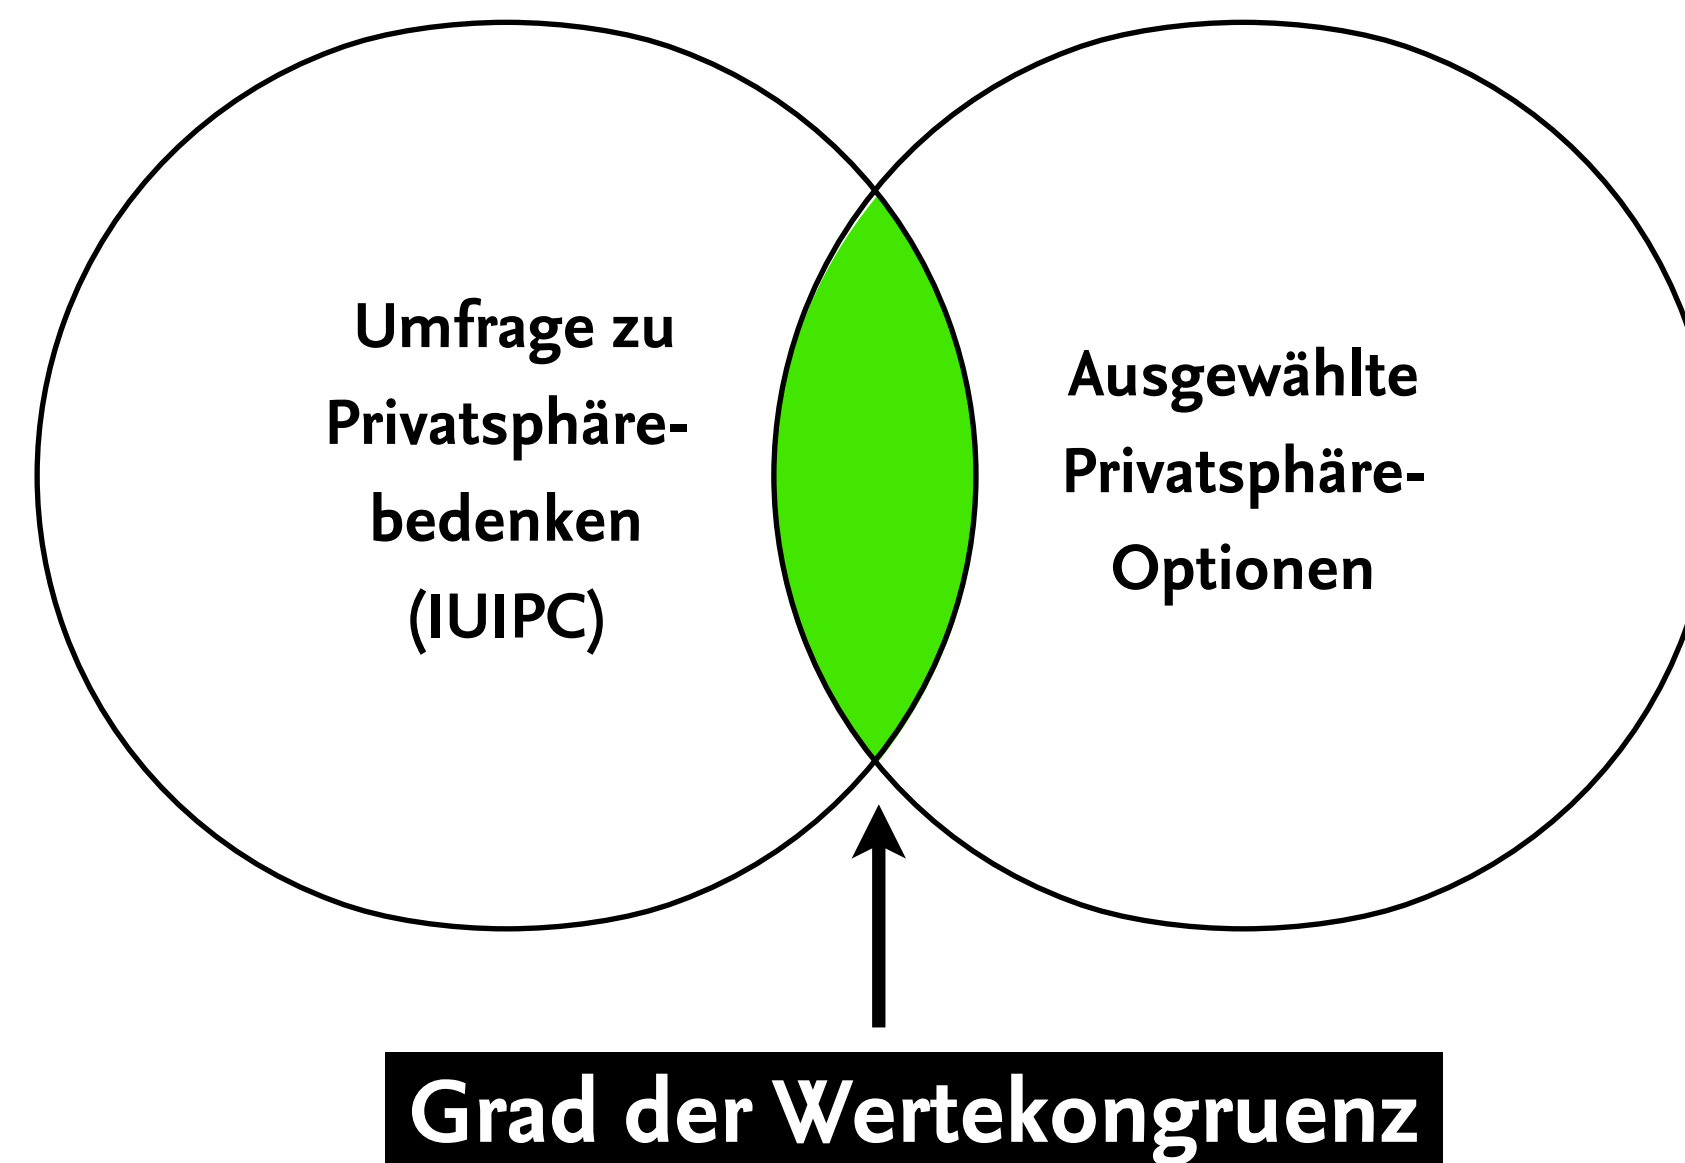 Umfrage zu
Privatsphäre-
bedenken
(IUIPC)
Ausgewählte
Privatsphäre-
Optionen
Grad der Wertekongruenz